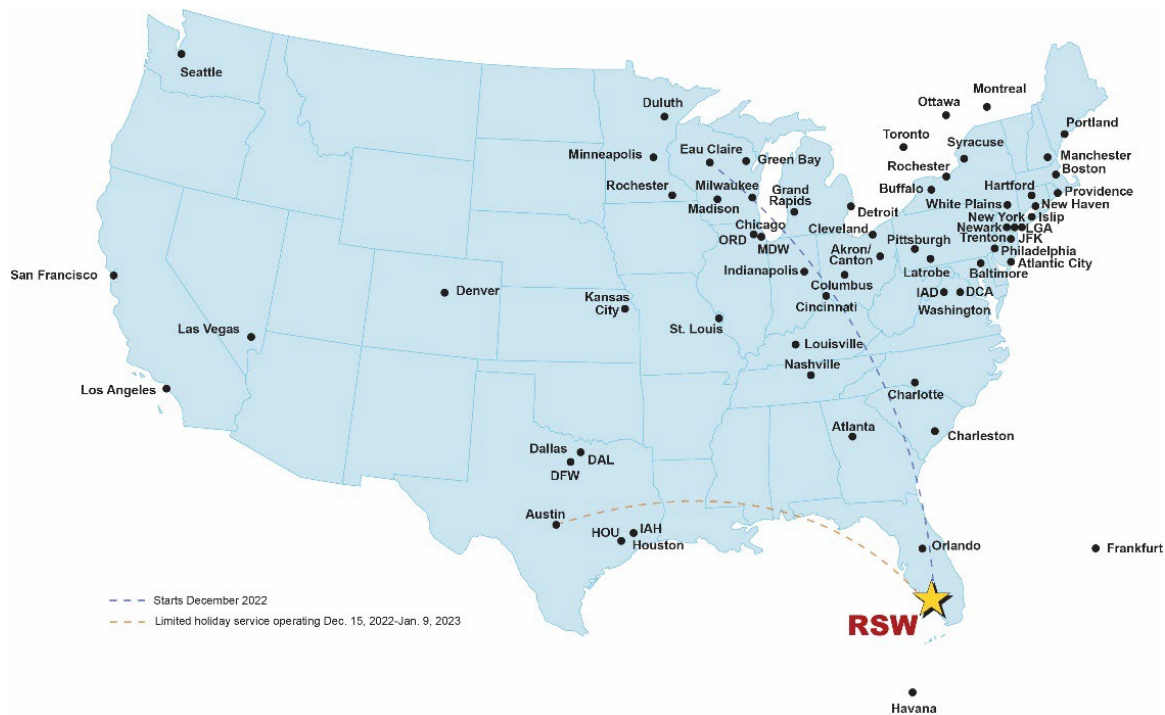 Seattle
Duluth
Montreal
Ottawa
Portland
Toronto
Syracuse
Minneapolis
Eau Claire
Green Bay
Manchester
Boston
Rochester
Rochester
Milwaukee
Grand
Rapids
Buffalo
Hartford
Providence
Madison
Detroit
White Plains
New Haven
Chicago
Cleveland
New York
Islip
ORD
MDW
Akron/
Canton
Pittsburgh
Newark
LGA
Trenton
JFK
Philadelphia
San Francisco
Indianapolis
Latrobe
Baltimore
Atlantic City
Columbus
Denver
Kansas
City
Cincinnati
IAD
DCA
Washington
Las Vegas
St. Louis
Louisville
Nashville
Los Angeles
Charlotte
Atlanta
Charleston
Dallas
DAL
DFW
Austin
HOU
IAH
Houston
Orlando
Frankfurt
Starts December 2022
Limited holiday service operating Dec. 15, 2022-Jan. 9, 2023
RSW
Havana